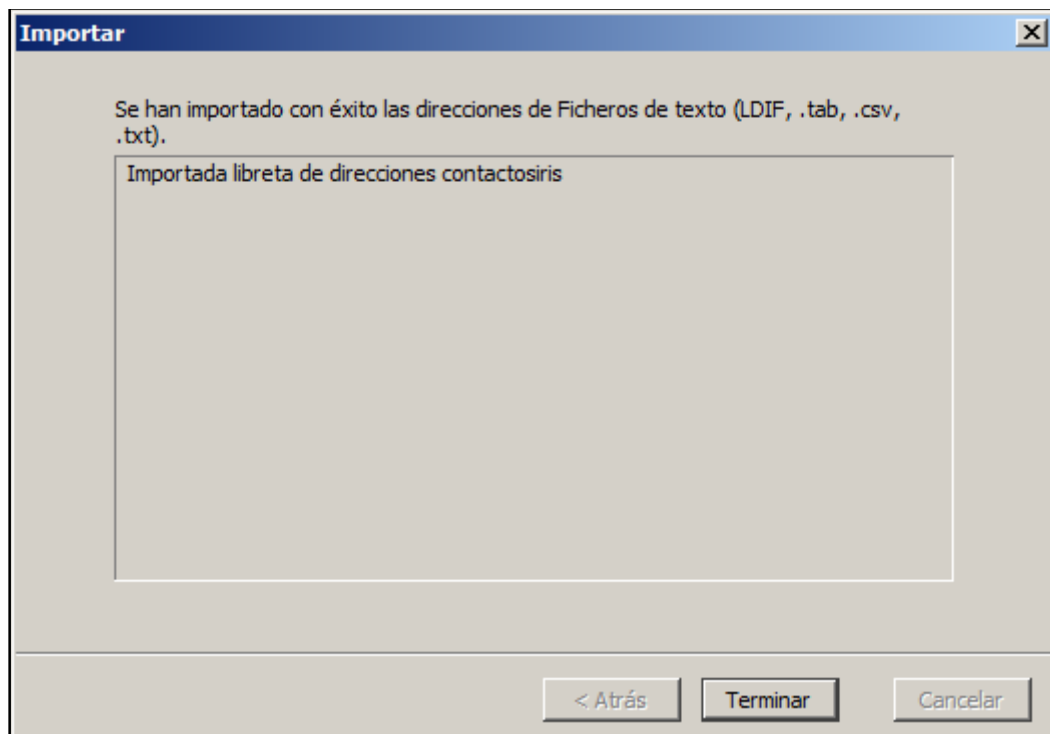 Importar
Se han importado con éxito las direcciones de Ficheros de texto (LDIF, .tab, .csv,
.txt).
Importada libreta de direcciones contactosiris
< Atrás
Terminar
Cancelar